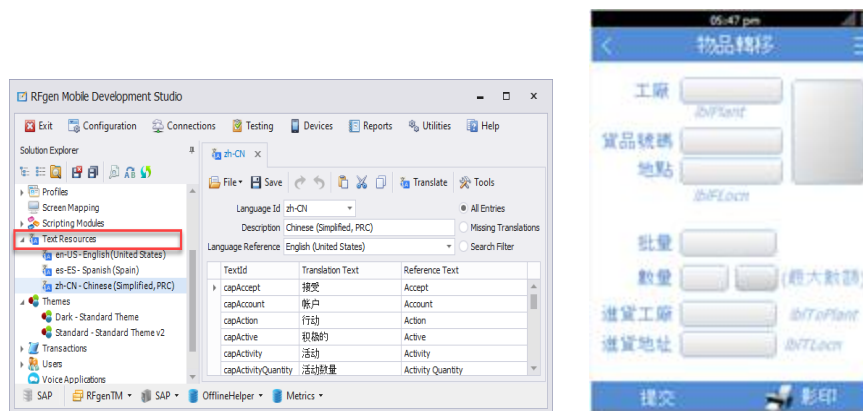 RFgen Mobile Development Studio
Exit Configuration Connections Testing Devices Reports Utilities Help
Solution Explorer
Profiles
Screen Mapping
Scripting Modules
Text Resources
en-US - English (United States)
es-ES - Spanish (Spain)
zh-CN - Chinese (Simplified, PRC)
Themes
Dark - Standard Theme
Standard - Standard Theme v2
Transactions
Users
Voice Applications
zh-CN
File Save Translate Tools
Language Id zh-CN All Entries
Description Chinese (Simplified, PRC) Missing Translations
Language Reference English (United States) Search Filter
TextId Translation Text Reference Text
capAccept 接受 Accept
capAccount 帐户 Account
capAction 行动 Action
capActive 积极的 Active
capActivity 活动 Activity
capActivityQuantity 活动数量 Activity Quantity
SAP RFgenTM SAP OfflineHelper Metrics
05:47 pm
物品轉移
工廠
lblPlant
貨品號碼
地點
lblFLocn
批量
數量 (最大數額)
進貨工廠 lblToPlant
進貨地址 lblTLocn
提交 影印